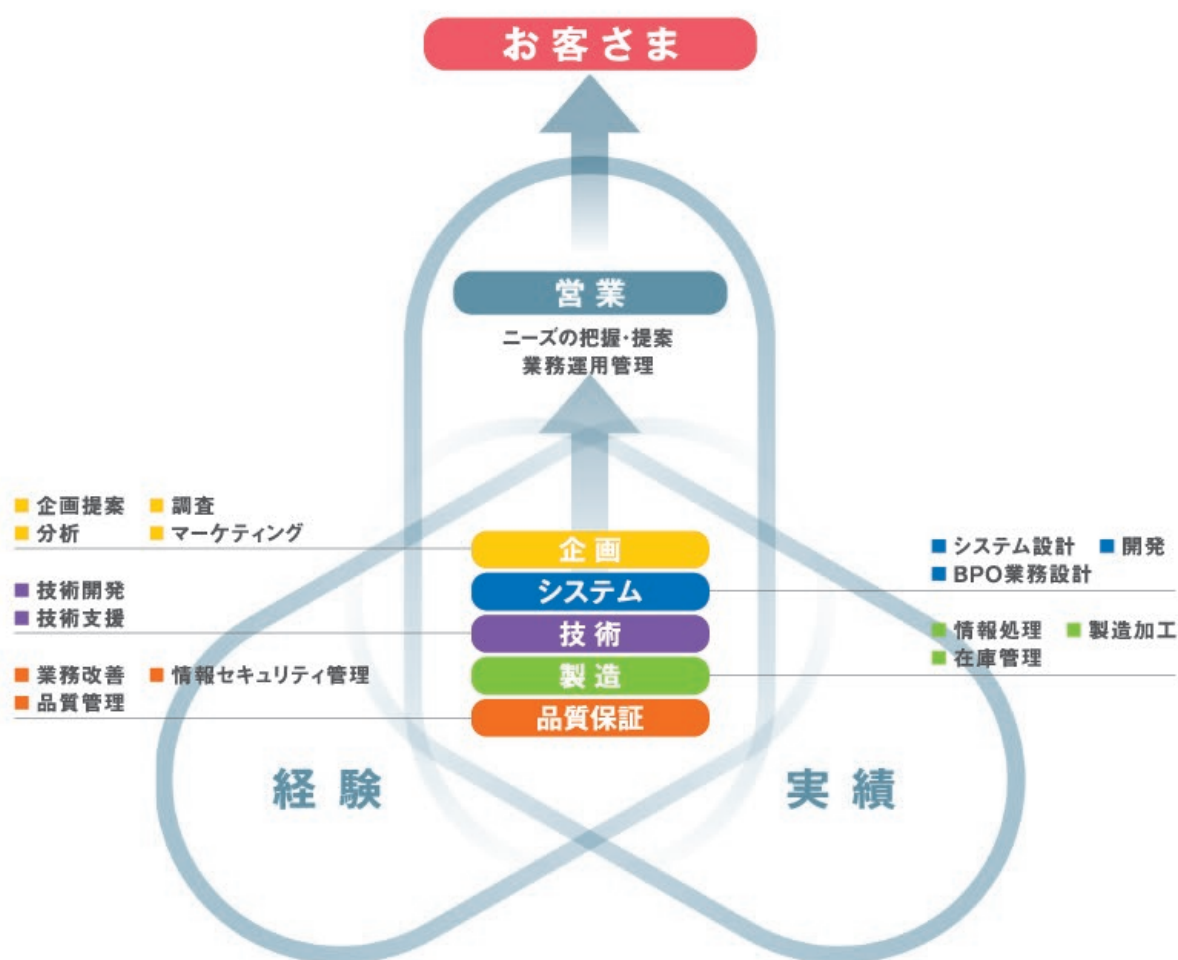 お客さま
営業
ニーズの把握・提案
業務運用管理
■ 企画提案 ■ 調査
■ 分析 ■ マーケティング
企画
■ システム設計 ■ 開発
■ BPO業務設計
システム
■ 技術開発
■ 技術支援
技術
■ 情報処理 ■ 製造加工
■ 在庫管理
製造
■ 業務改善 ■ 情報セキュリティ管理
■ 品質管理
品質保証
経験
実績